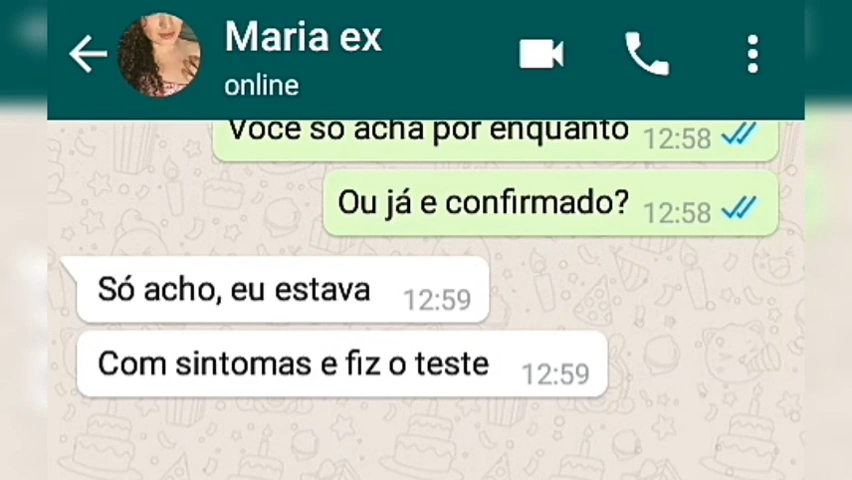 Maria ex
online
Você so acha por enquanto 12:58
Ou já e confirmado? 12:58
Só acho, eu estava 12:59
Com sintomas e fiz o teste 12:59